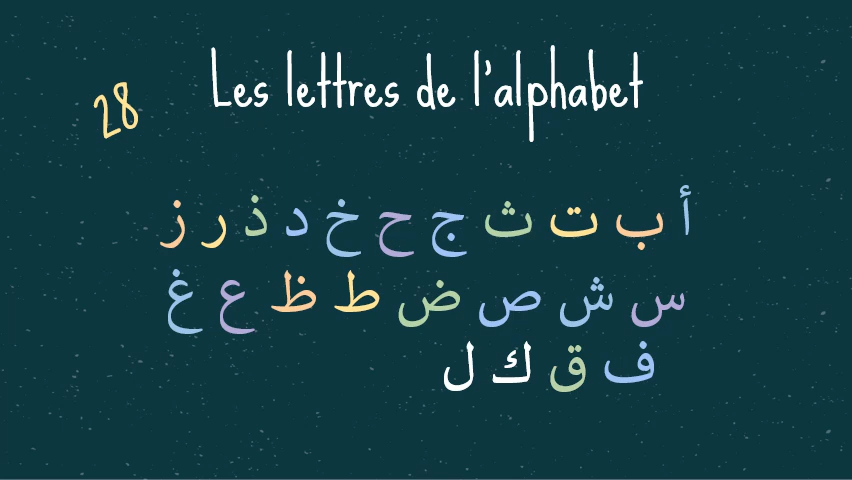 Les lettres de l'alphabet
28
أ ب ت ث ج ح خ د ذ ر ز
س ش ص ض ط ظ ع غ
ف ق ك ل